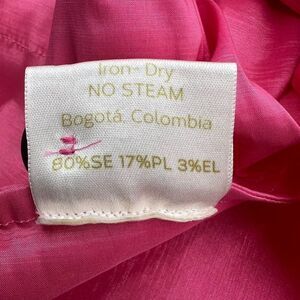 Iron - Dry
NO STEAM
Bogotá, Colombia
80%SE 17%PL 3%EL